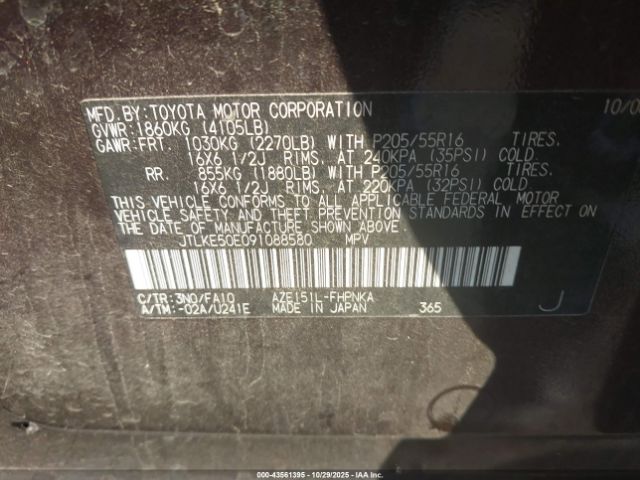 MFD.BY:TOYOTA MOTOR CORPORATION 10/0
GVWR:1860KG (4105LB)
GAWR:FRT. 1030KG (2270LB) WITH P205/55R16 TIRES.
16X6 1/2J RIMS, AT 240KPA (35PSI) COLD
RR. 855KG (1880LB) WITH P205/55R16 TIRES.
16X6 1/2J RIMS, AT 220KPA (32PSI) COLD
THIS VEHICLE CONFORMS TO ALL APPLICABLE FEDERAL MOTOR
VEHICLE SAFETY AND THEFT PREVENTION STANDARDS IN EFFECT ON
THE DATE OF MANUFACTURE SHOWN ABOVE.
JTLKE50E091088580 MPV
C/TR:3N0/FA10 AZE151L-FHPNKA
A/TM:-02A/U241E MADE IN JAPAN _365 J
000-43561395 10/29/2025 IAAI.COM